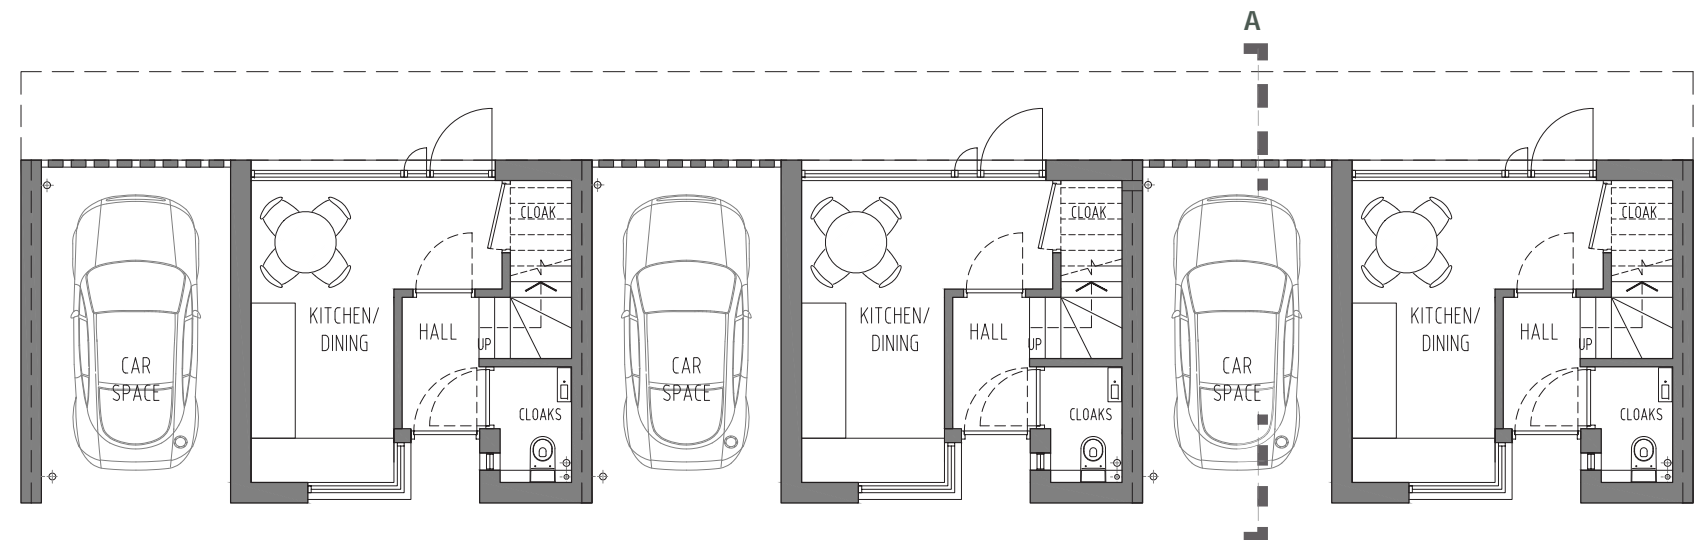 A
CLOAK
KITCHEN/
DINING
HALL
UP
CAR
SPACE
CLOAKS
CLOAK
KITCHEN/
DINING
HALL
UP
CAR
SPACE
CLOAKS
CLOAK
KITCHEN/
DINING
HALL
UP
CAR
SPACE
CLOAKS